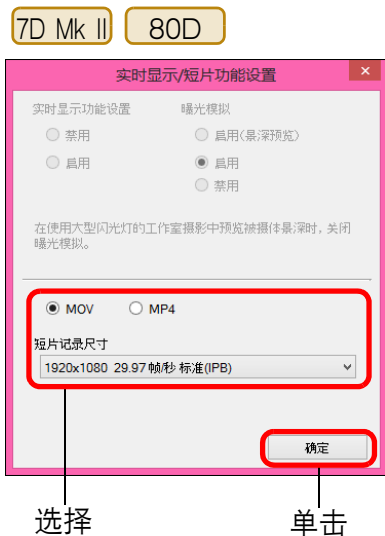 7D Mk II 80D
实时显示/短片功能设置
实时显示功能设置 曝光模拟
禁用 启用(景深预览)
启用 启用
禁用
在使用大型闪光灯的工作室摄影中预览被摄体景深时,关闭
曝光模拟。
MOV MP4
短片记录尺寸
1920x1080 29.97帧/秒 标准(IPB)
确定
选择 单击